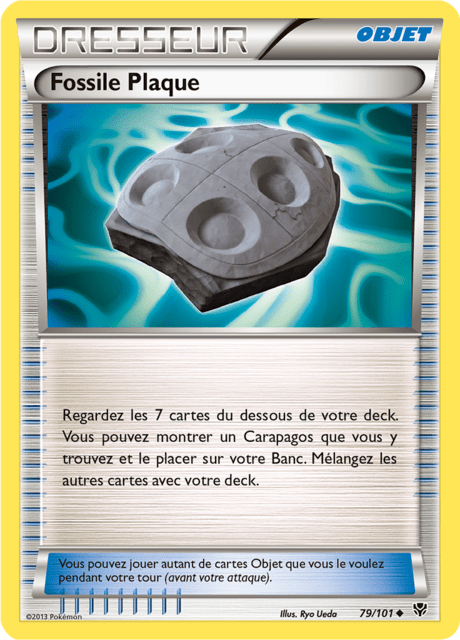 DRESSEUR
OBJET
Fossile Plaque
Regardez les 7 cartes du dessous de votre deck.
Vous pouvez montrer un Carapagos que vous y
trouvez et le placer sur votre Banc. Mélangez les
autres cartes avec votre deck.
Vous pouvez jouer autant de cartes Objet que vous le voulez
pendant votre tour (avant votre attaque).
©2013 Pokémon
Illus. Ryo Ueda
79/101